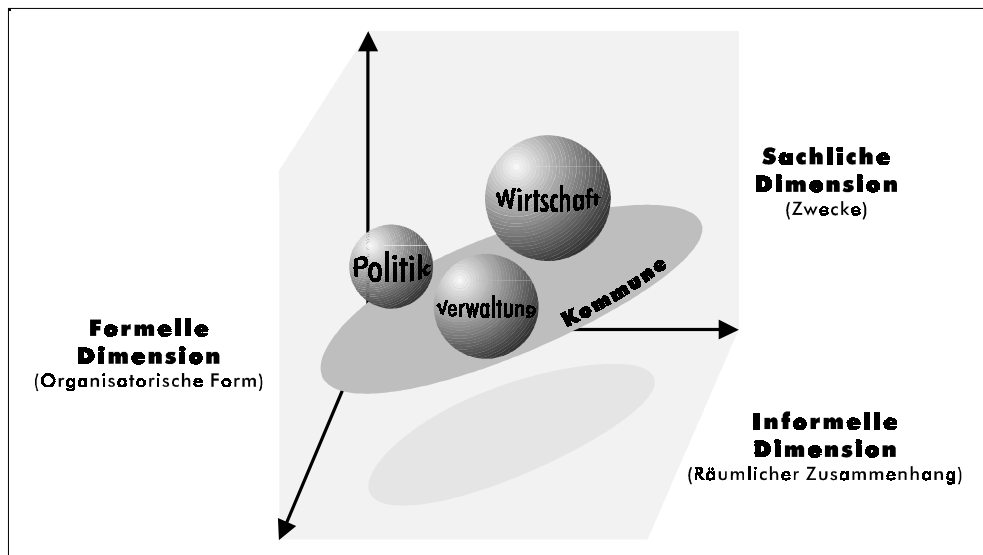 Sachliche
Dimension
(Zwecke)
Wirtschaft
Politik
Verwaltung
Kommune
Formelle
Dimension
(Organisatorische Form)
Informelle
Dimension
(Räumlicher Zusammenhang)